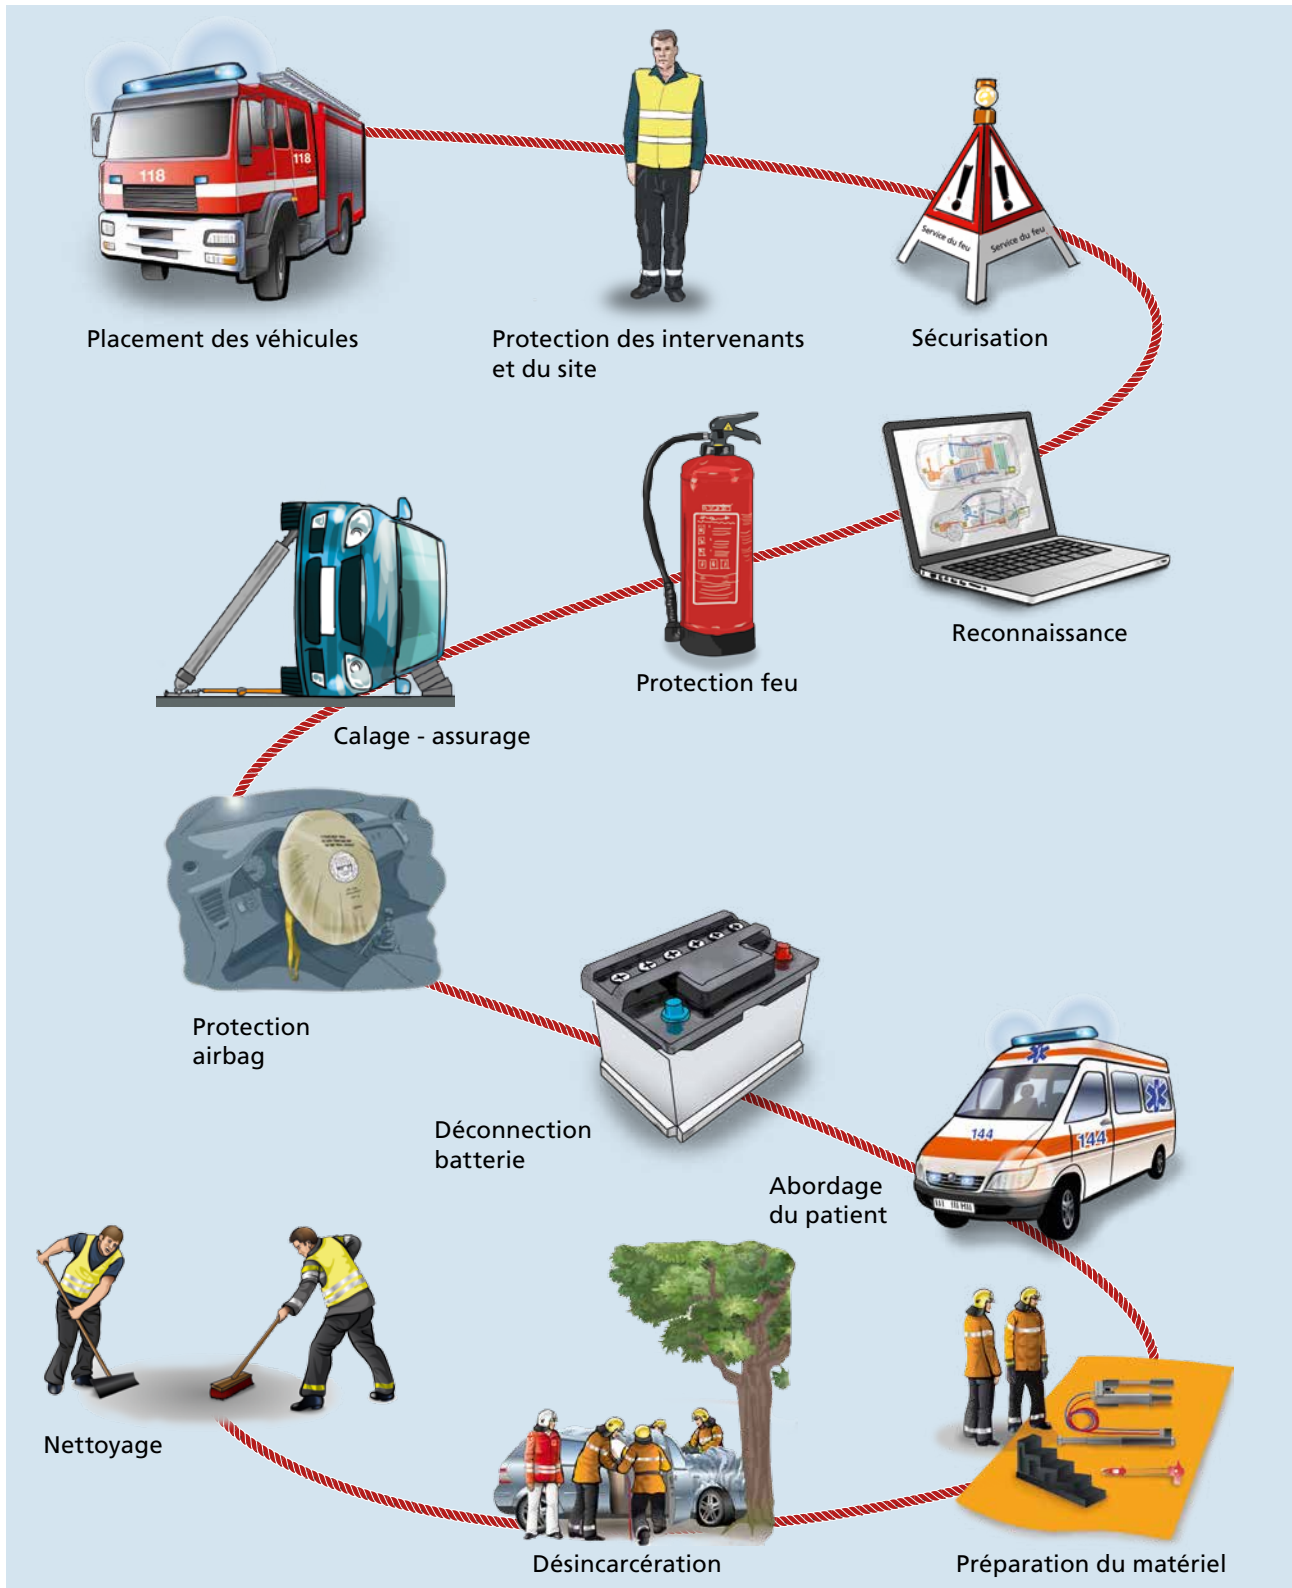 118
118
Service du feu
Service du feu
Placement des véhicules
Protection des intervenants
et du site
Sécurisation
Reconnaissance
Protection feu
Calage - assurage
Protection
airbag
Déconnection
batterie
144
144
Abordage
du patient
Nettoyage
Désincarcération
Préparation du matériel